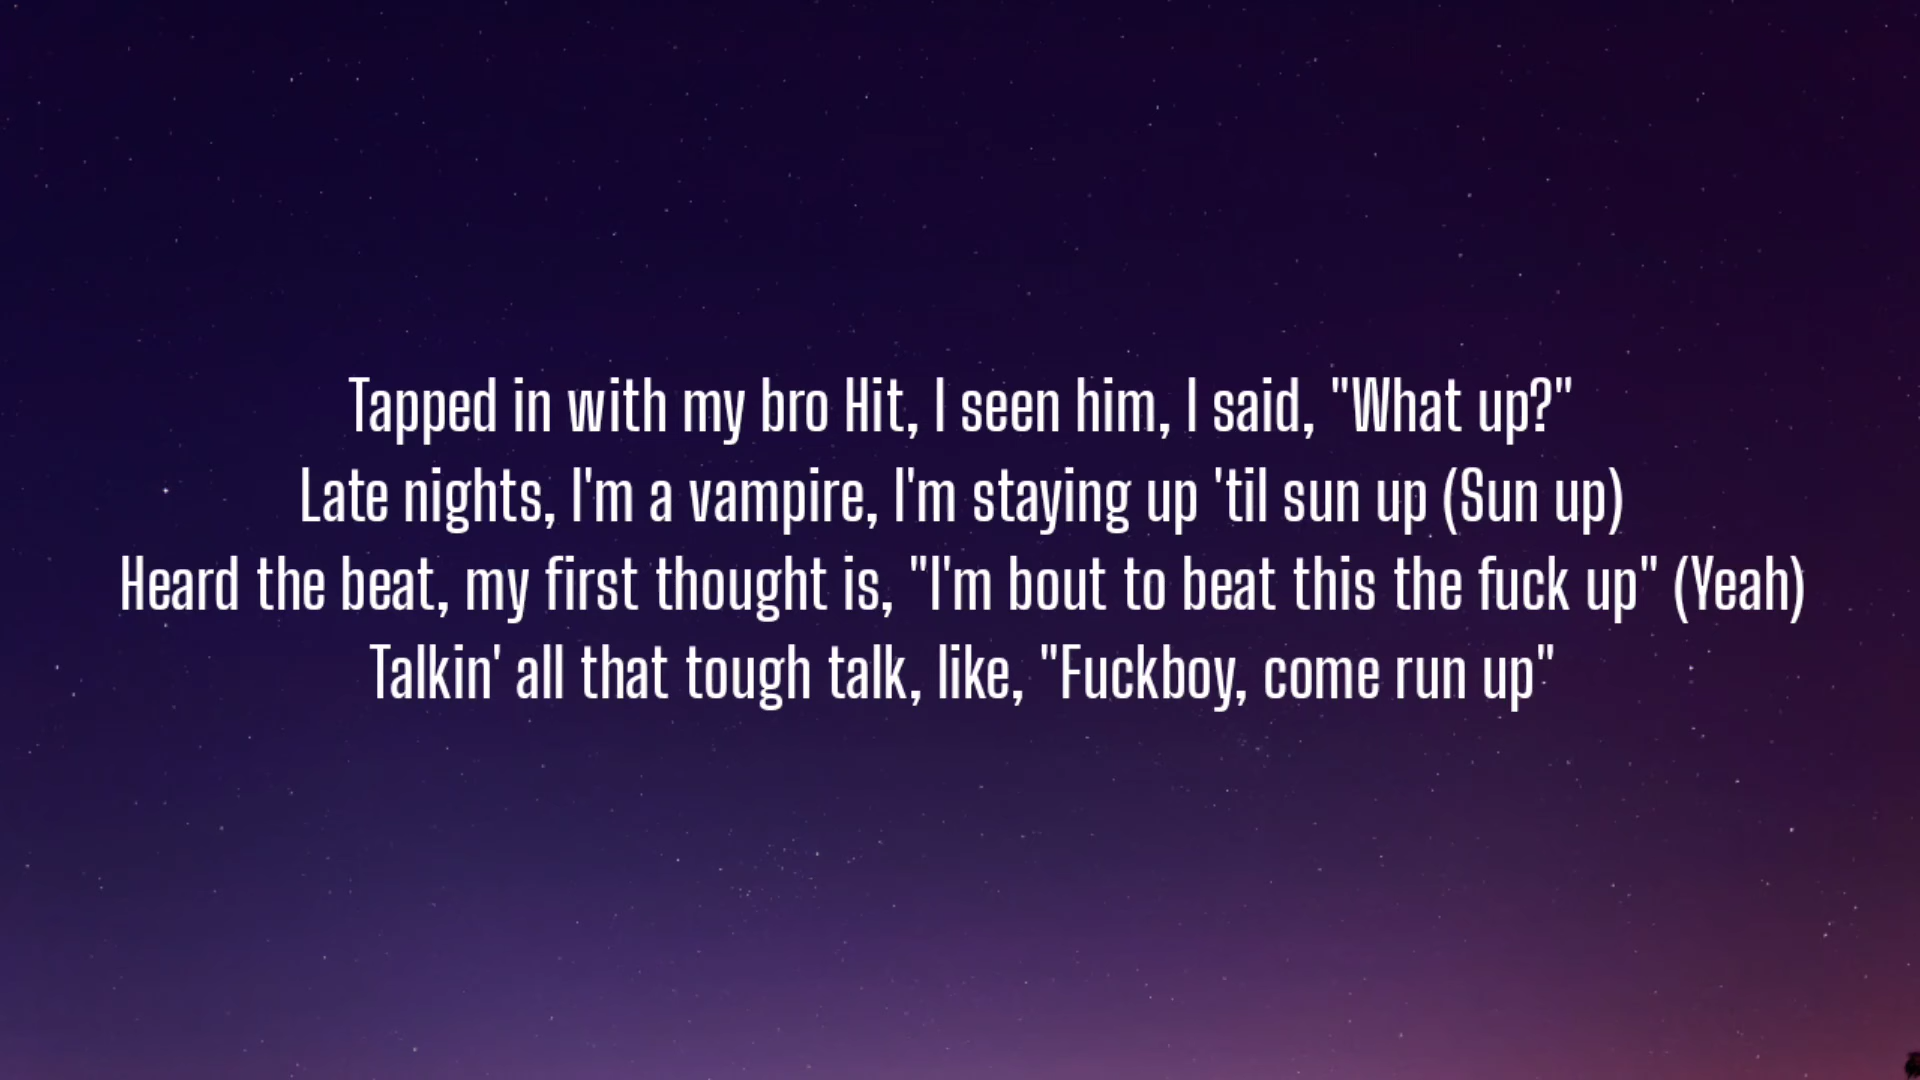 Tapped in with my bro Hit, I seen him, I said, "What up?"
Late nights, I'm a vampire, I'm staying up 'til sun up (Sun up)
Heard the beat, my first thought is, "I'm bout to beat this the fuck up" (Yeah)
Talkin' all that tough talk, like, "Fuckboy, come run up"